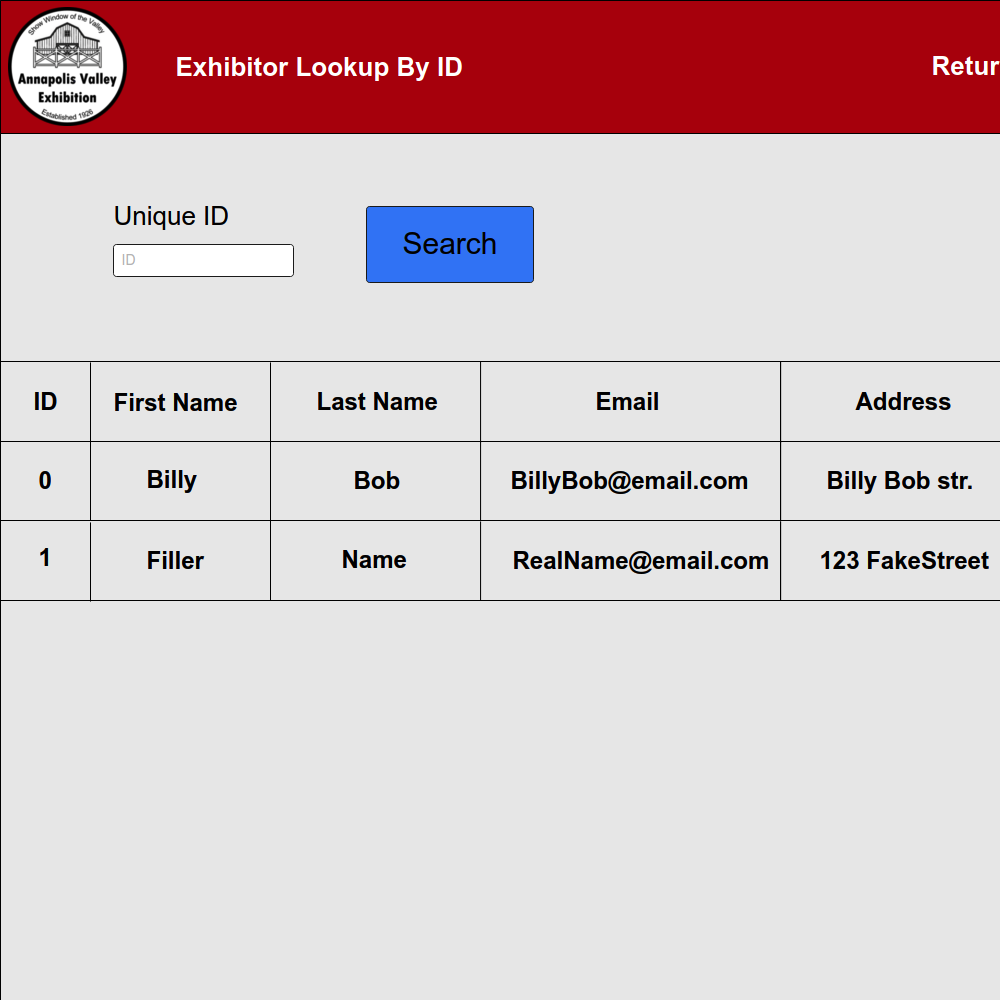 Show Window of the Valley
Annapolis Valley
Exhibition
Established 1926
Exhibitor Lookup By ID
Retur
Unique ID
ID
Search
ID First Name Last Name Email Address
0 Billy Bob BillyBob@email.com Billy Bob str.
1 Filler Name RealName@email.com 123 FakeStreet